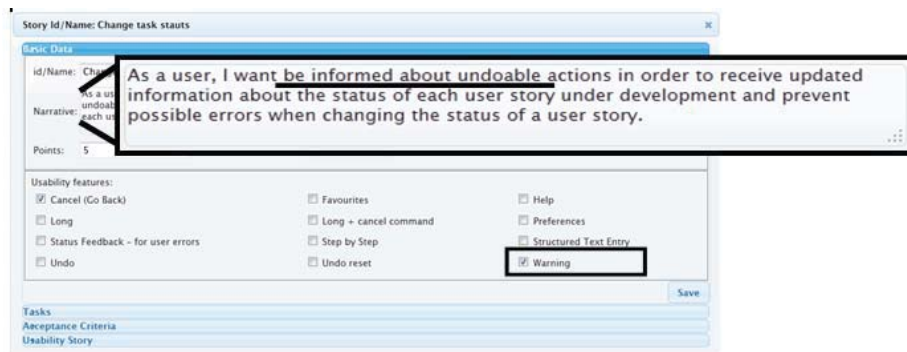 Story Id/Name: Change task stauts
Basic Data
id/Name: Cha
Narrative: As a us
undoab
each us
As a user, I want be informed about undoable actions in order to receive updated
information about the status of each user story under development and prevent
possible errors when changing the status of a user story.
Points: 5
Usability features:
Cancel (Go Back) Favourites Help
Long Long + cancel command Preferences
Status Feedback - for user errors Step by Step Structured Text Entry
Undo Undo reset Warning
Save
Tasks
Acceptance Criteria
Usability Story